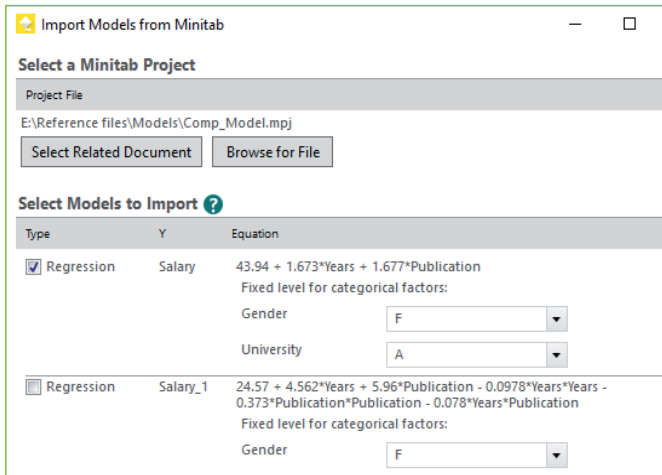 Import Models from Minitab
Select a Minitab Project
Project File
E:\Reference files\Models\Comp_Model.mpj
Select Related Document Browse for File
Select Models to Import ?
Type Y Equation
Regression Salary 43.94 + 1.673*Years + 1.677*Publication
Fixed level for categorical factors:
Gender F
University A
Regression Salary_1 24.57 + 4.562*Years + 5.96*Publication - 0.0978*Years*Years -
0.373*Publication*Publication - 0.078*Years*Publication
Fixed level for categorical factors:
Gender F